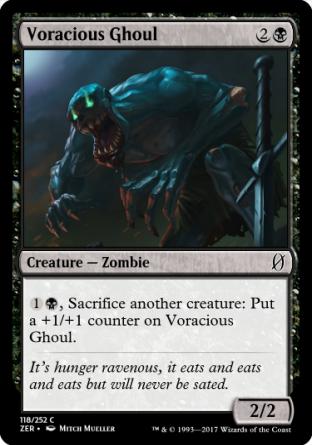 Voracious Ghoul 2
Creature — Zombie
1, Sacrifice another creature: Put
a +1/+1 counter on Voracious
Ghoul.
It's hunger ravenous, it eats and eats
and eats but will never be sated.
2/2
118/252 C
ZER • Mitch Mueller ™ & © 1993—2017 Wizards of the Coast